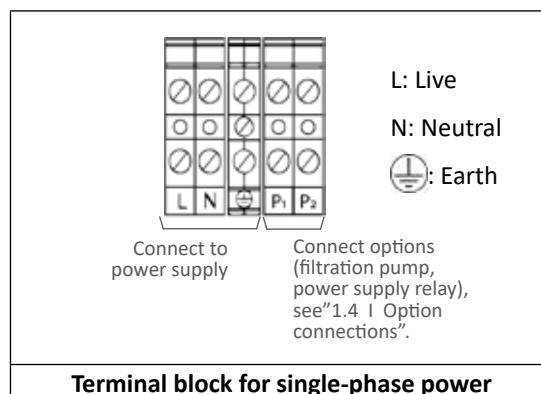 L: Live
N: Neutral
: Earth
L N P₁ P₂
Connect to
power supply
Connect options
(filtration pump,
power supply relay),
see”1.4 I Option
connections”.
Terminal block for single-phase power